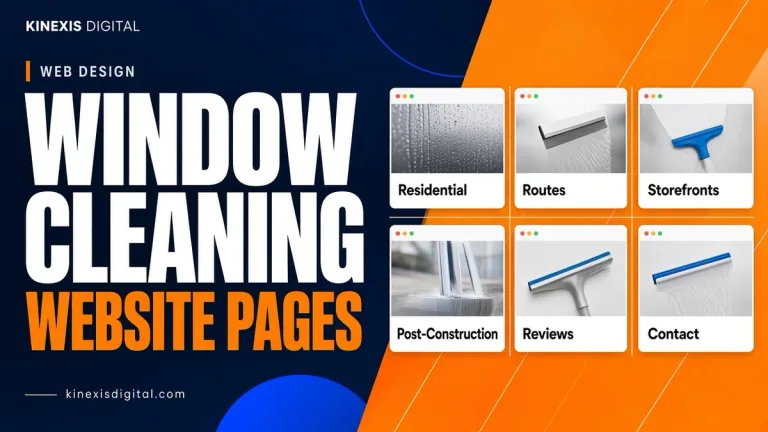 KINEXIS DIGITAL
WEB DESIGN
WINDOW
CLEANING
WEBSITE PAGES
kinexisdigital.com
Residential
Routes
Storefronts
Post-Construction
Reviews
Contact